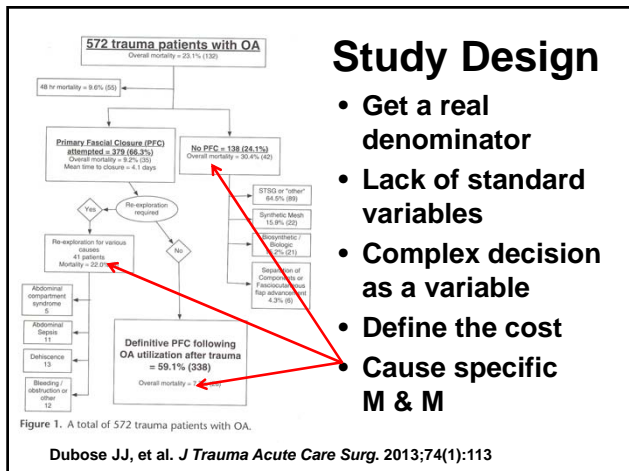 572 trauma patients with OA
Overall mortality = 23.1% (132)
48 hr mortality = 9.6% (55)
Primary Fascial Closure (PFC)
attempted = 379 (66.3%)
Overall mortality = 9.2% (35)
Mean time to closure = 4.1 days
No PFC = 138 (24.1%)
Overall mortality = 30.4% (42)
STSG or "other"
64.5% (89)
Synthetic Mesh
15.9% (22)
Biosynthetic /
Biologic
(21)
Separation of
Components or
Fasciocutaneous
flap advancement
4.3% (6)
Re-exploration
required
Yes
No
Re-exploration for various
causes
41 patients
Mortality = 22.0%
Abdominal
compartment
syndrome
5
Abdominal
Sepsis
11
Dehiscence
13
Bleeding /
obstruction or
other
12
Definitive PFC following
OA utilization after trauma
= 59.1% (338)
Overall mortality =
Figure 1. A total of 572 trauma patients with OA.
Study Design
• Get a real
denominator
• Lack of standard
variables
• Complex decision
as a variable
• Define the cost
• Cause specific
M & M
Dubose JJ, et al. J Trauma Acute Care Surg. 2013;74(1):113